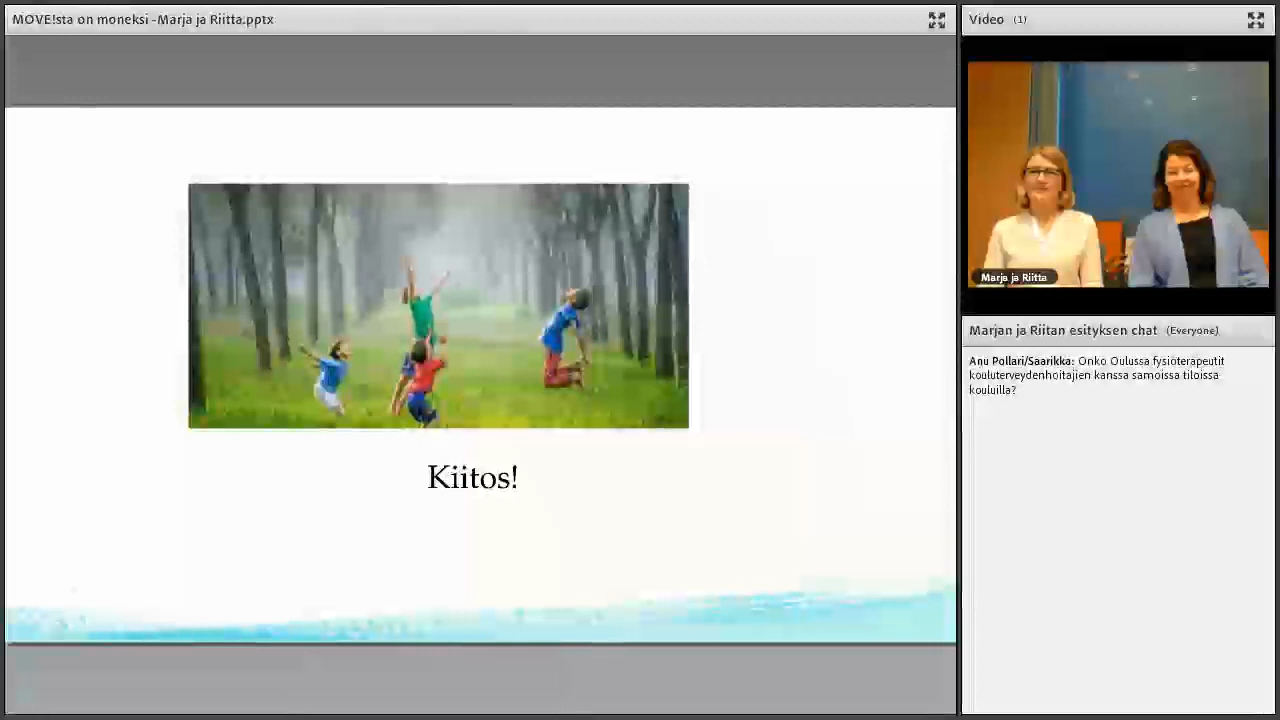 MOVE!sta on moneksi -Marja ja Riitta.pptx
Kiitos!
Video (1)
Marja ja Riitta
Marjan ja Riitan esityksen chat (Everyone)
Anu Pollari/Saarikka: Onko Oulussa fysioterapeutit
kouluterveydenhoitajien kanssa samoissa tiloissa
kouluilla?